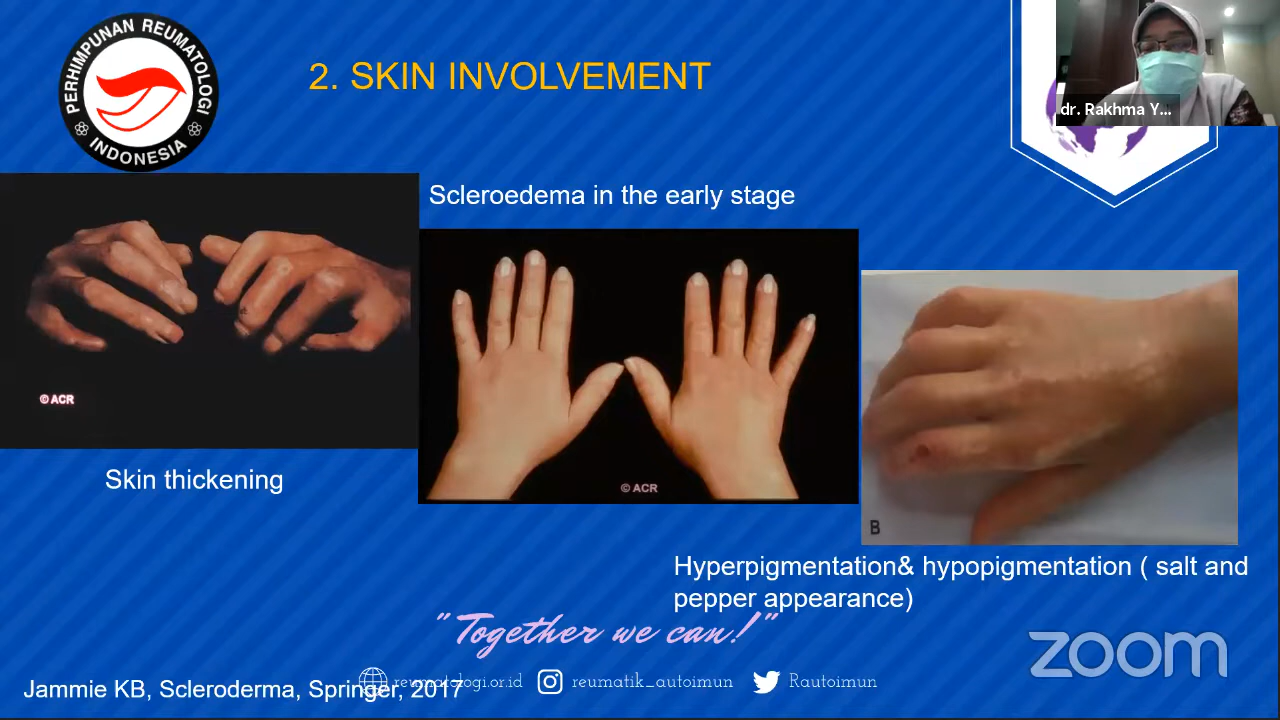 PERHIMPUNAN REUMATOLOGI
INDONESIA
2. SKIN INVOLVEMENT
dr. Rakhma Y...
Scleroedema in the early stage
© ACR
© ACR
B
Skin thickening
Hyperpigmentation& hypopigmentation ( salt and
pepper appearance)
"Together we can!"
zoom
Jammie KB, Scleroderma, Springer, 2017
reumatologi.or.id reumatik_autoimun Rautoimun